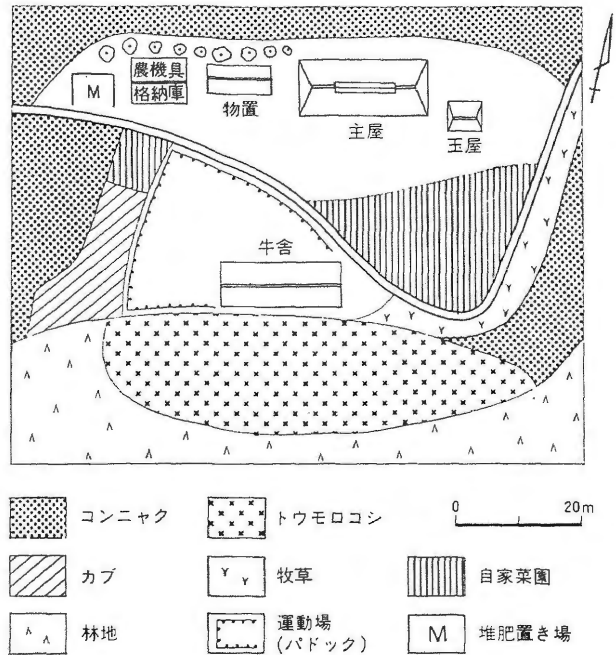 農機具
M
格納庫
物置
主屋
玉屋
牛舎
コンニャク
トウモロコシ
0
20m
カブ
牧草
自家菜園
林地
運動場
(パドック)
M
堆肥置き場